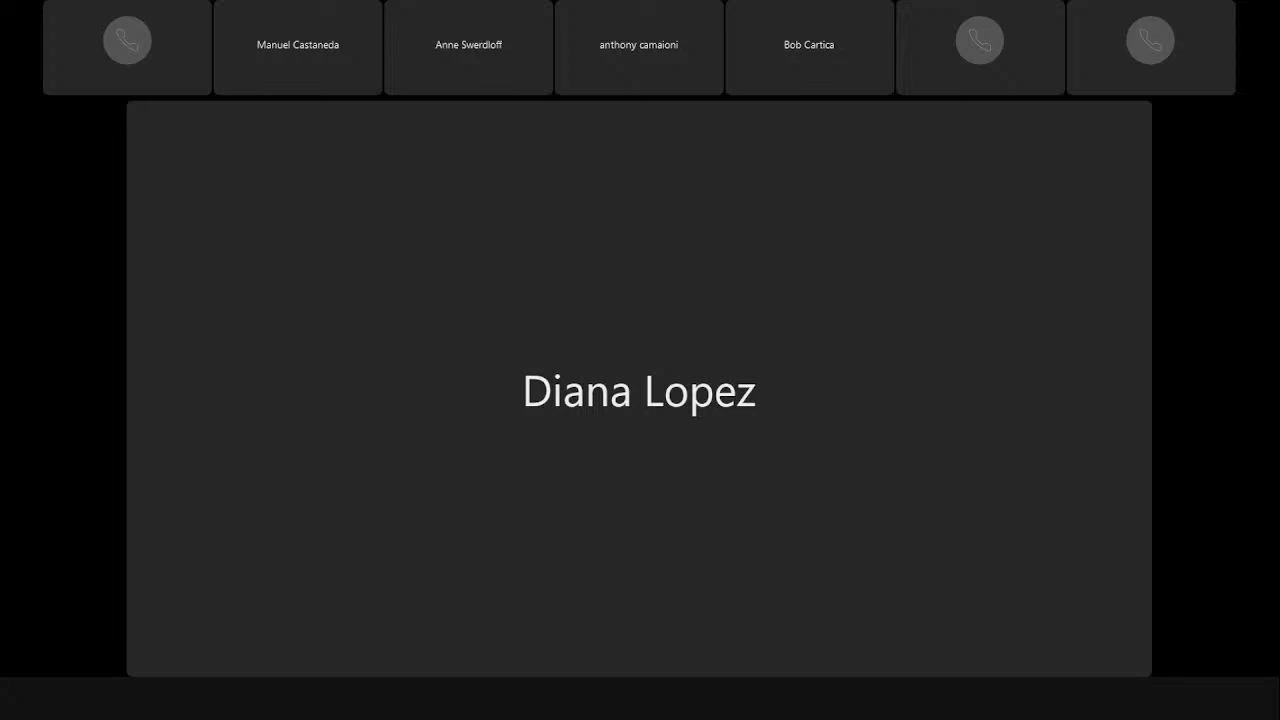 Manuel Castaneda
Anne Swerdloff
anthony camaioni
Bob Cartica
Diana Lopez